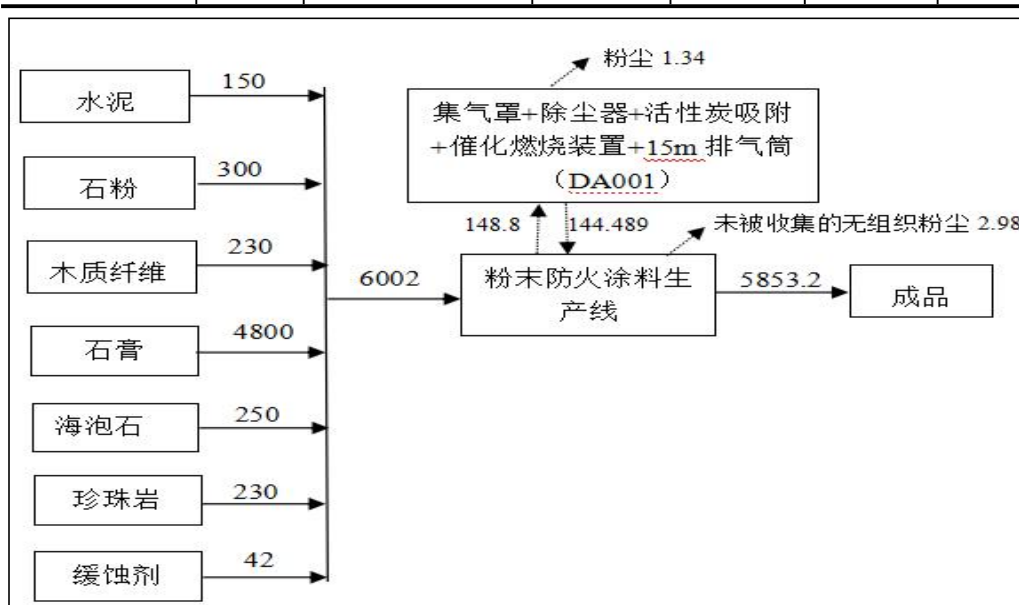 粉尘 1.34
水泥
150
集气罩+除尘器+活性炭吸附
+催化燃烧装置+15m 排气筒
（DA001）
石粉
300
148.8
144.489
未被收集的无组织粉尘 2.98
木质纤维
230
6002
粉末防火涂料生
产线
5853.2
成品
石膏
4800
海泡石
250
珍珠岩
230
缓蚀剂
42